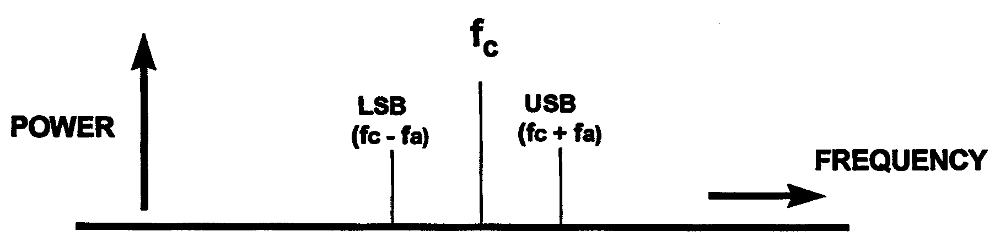 f_c
LSB
(fc - fa)
USB
(fc + fa)
POWER
FREQUENCY